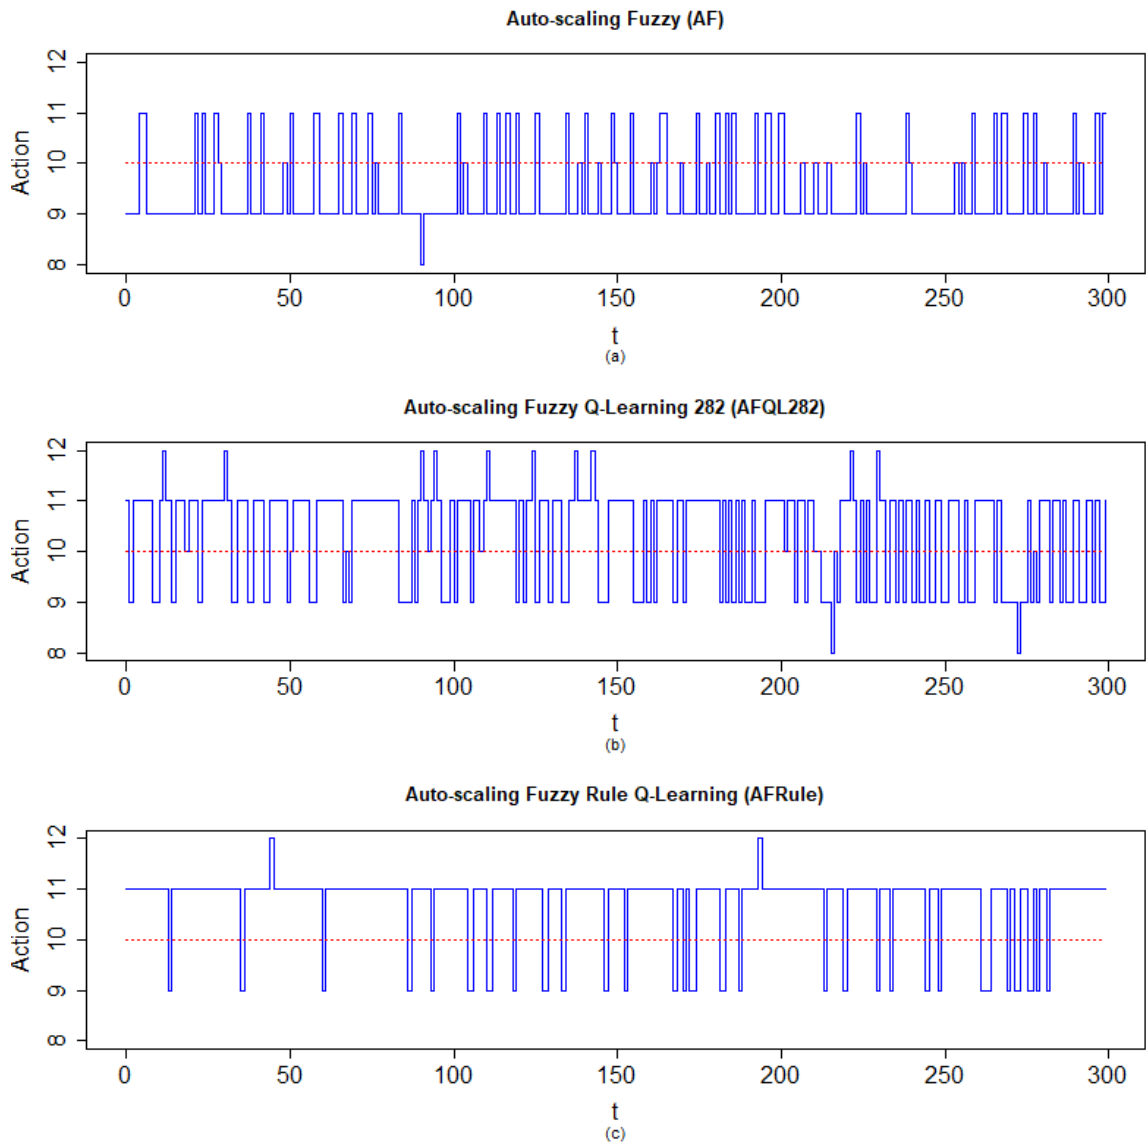 Auto-scaling Fuzzy (AF)
12
11
10
9
8
Action
0 50 100 150 200 250 300
t
(a)
Auto-scaling Fuzzy Q-Learning 282 (AFQL282)
12
11
10
9
8
Action
0 50 100 150 200 250 300
t
(b)
Auto-scaling Fuzzy Rule Q-Learning (AFRule)
12
11
10
9
8
Action
0 50 100 150 200 250 300
t
(c)